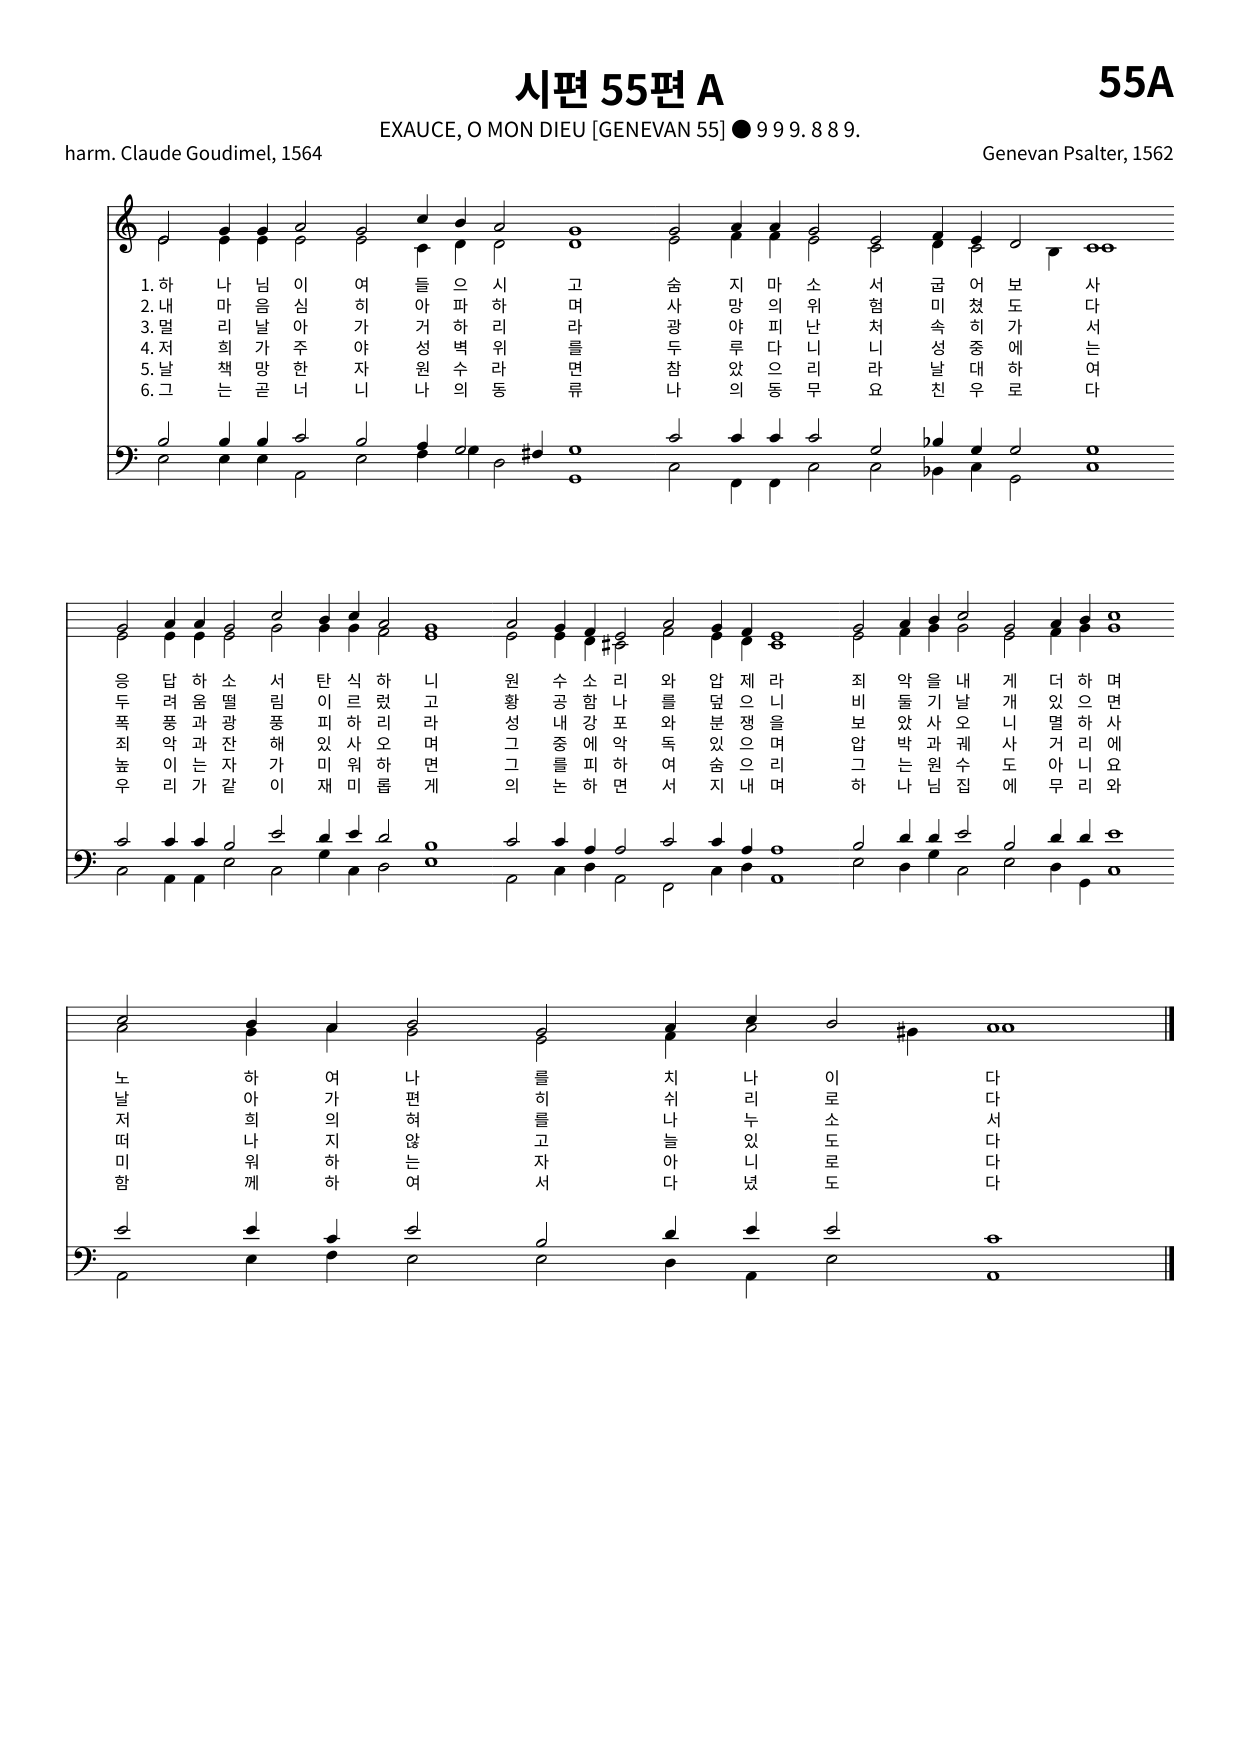 시편 55편 A
55A
EXAUCE, O MON DIEU [GENEVAN 55] ● 9 9 9. 8 8 9.
harm. Claude Goudimel, 1564
Genevan Psalter, 1562
1. 하 나 님 이 여 들 으 시 고 숨 지 마 소 서 굽 어 보 사
2. 내 마 음 심 히 아 파 하 며 사 망 의 위 험 미 쳤 도 다
3. 멀 리 날 아 가 거 하 리 라 광 야 피 난 처 속 히 가 서
4. 저 희 가 주 야 성 벽 위 를 두 루 다 니 니 성 중 에 는
5. 날 책 망 한 자 원 수 라 면 참 았 으 리 라 날 대 하 여
6. 그 는 곧 너 니 나 의 동 류 나 의 동 무 요 친 우 로 다
응 답 하 소 서 탄 식 하 니 원 수 소 리 와 압 제 라 죄 악 을 내 게 더 하 며
두 려 움 떨 림 이 르 렀 고 황 공 함 나 를 덮 으 니 비 둘 기 날 개 있 으 면
폭 풍 과 광 풍 피 하 리 라 성 내 강 포 와 분 쟁 을 보 았 사 오 니 멸 하 사
죄 악 과 잔 해 있 사 오 며 그 중 에 악 독 있 으 며 압 박 과 궤 사 거 리 에
높 이 는 자 가 미 워 하 면 그 를 피 하 여 숨 으 리 그 는 원 수 도 아 니 요
우 리 가 같 이 재 미 롭 게 의 논 하 면 서 지 내 며 하 나 님 집 에 무 리 와
노 하 여 나 를 치 나 이 다
날 아 가 편 히 쉬 리 로 다
저 희 의 혀 를 나 누 소 서
떠 나 지 않 고 늘 있 도 다
미 워 하 는 자 아 니 로 다
함 께 하 여 서 다 녔 도 다